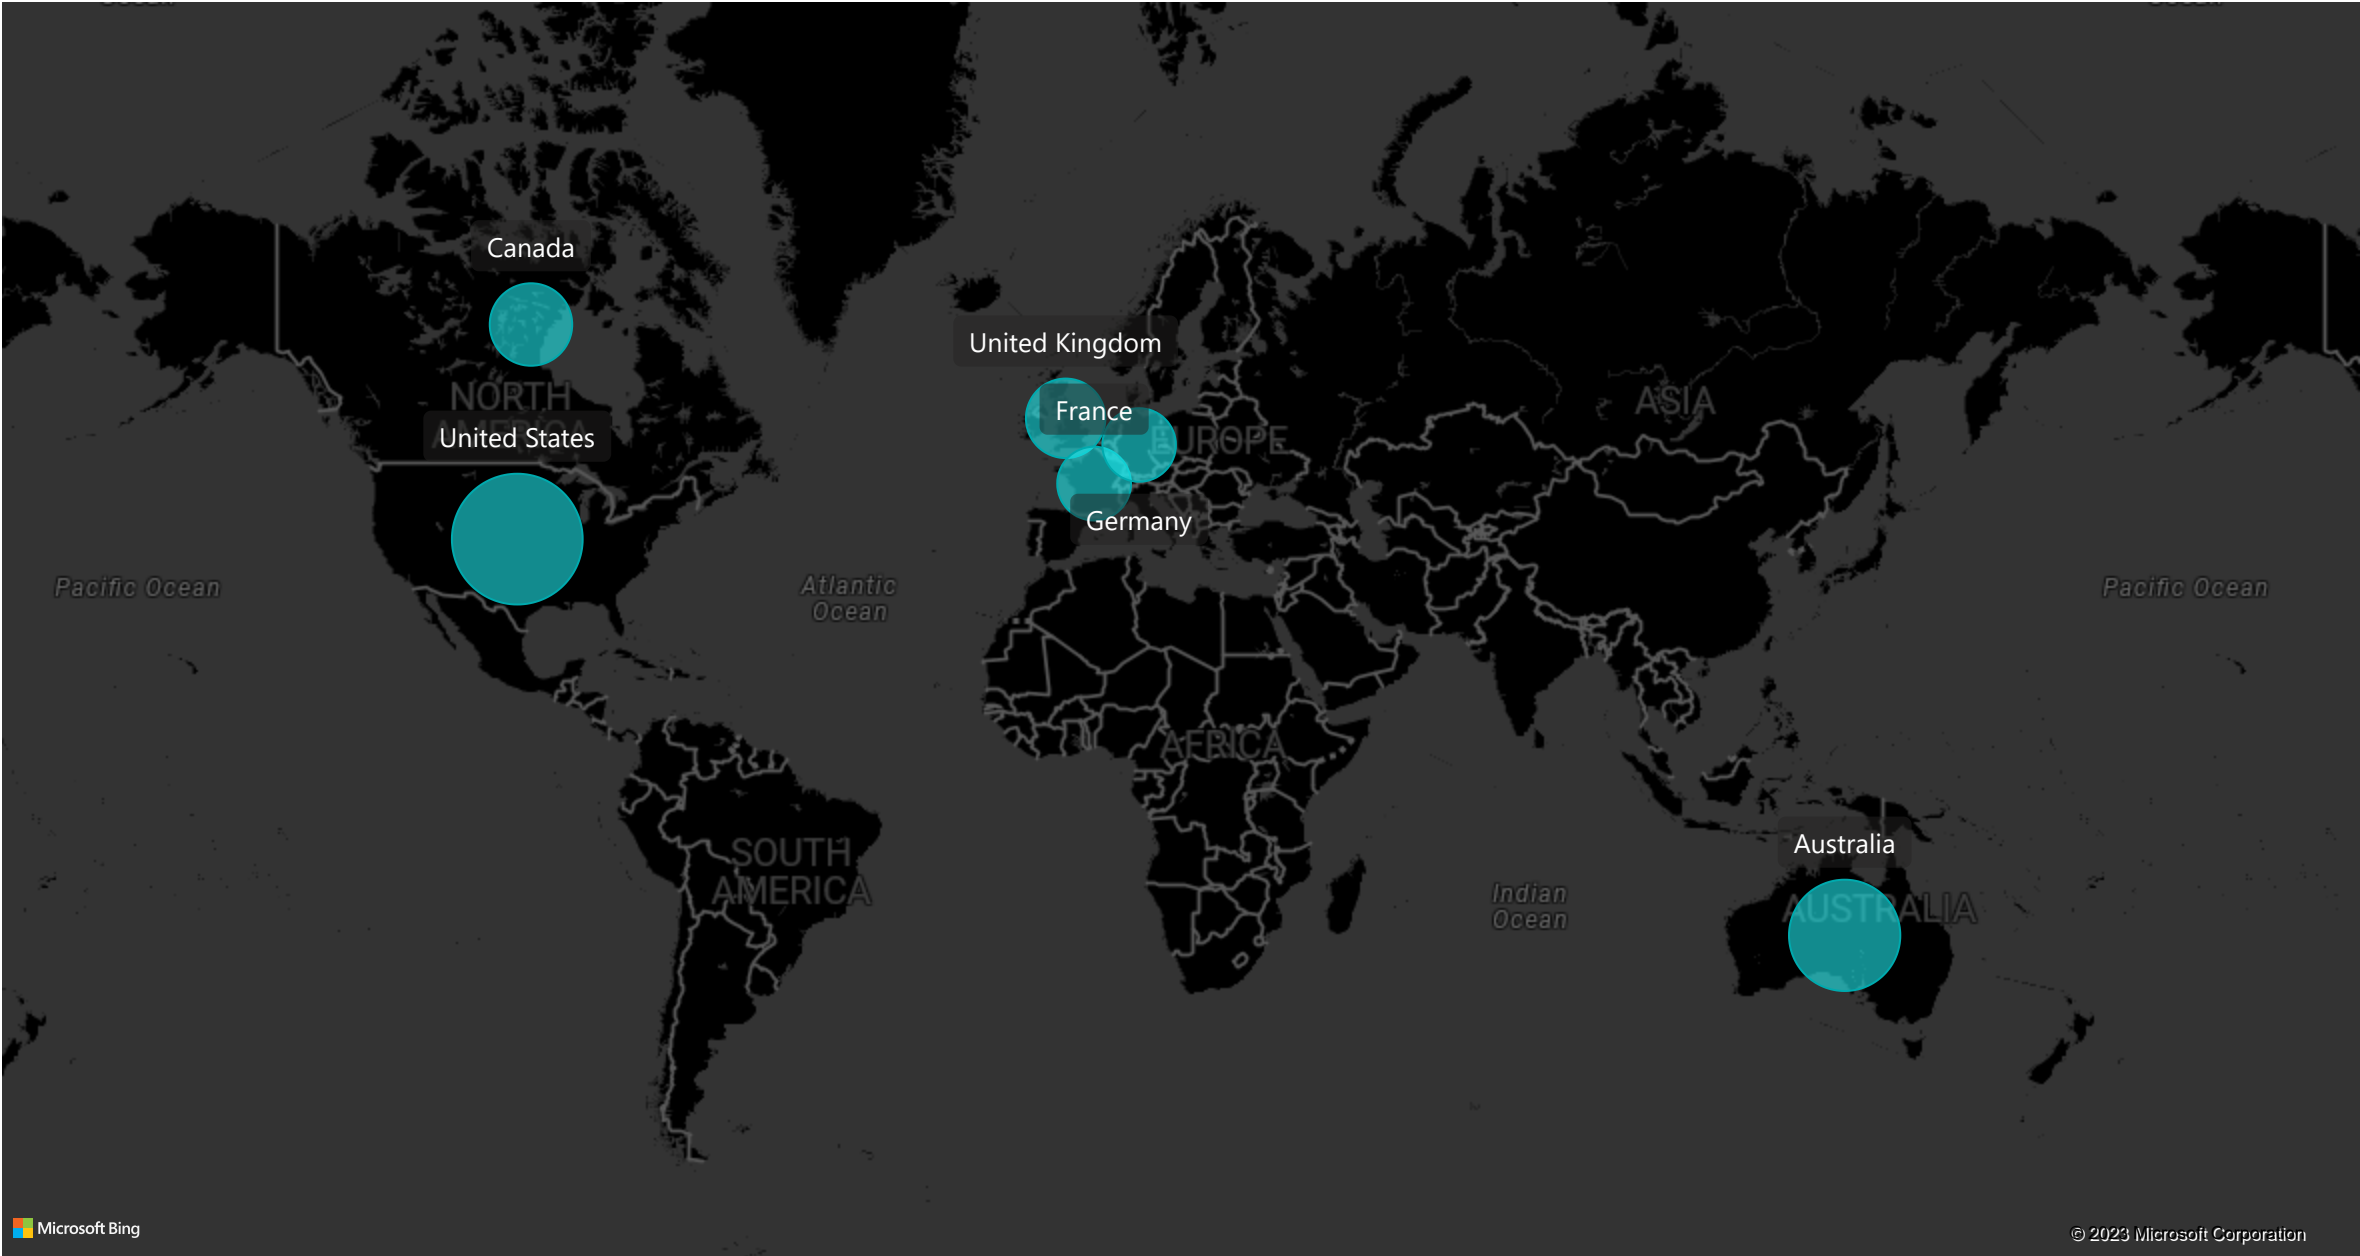 Canada
United Kingdom
NORTH
AMERICA
United States
France
EUROPE
ASIA
Germany
Pacific Ocean
Atlantic
Ocean
Pacific Ocean
AFRICA
SOUTH
AMERICA
Indian
Ocean
Australia
AUSTRALIA
Microsoft Bing
© 2023 Microsoft Corporation